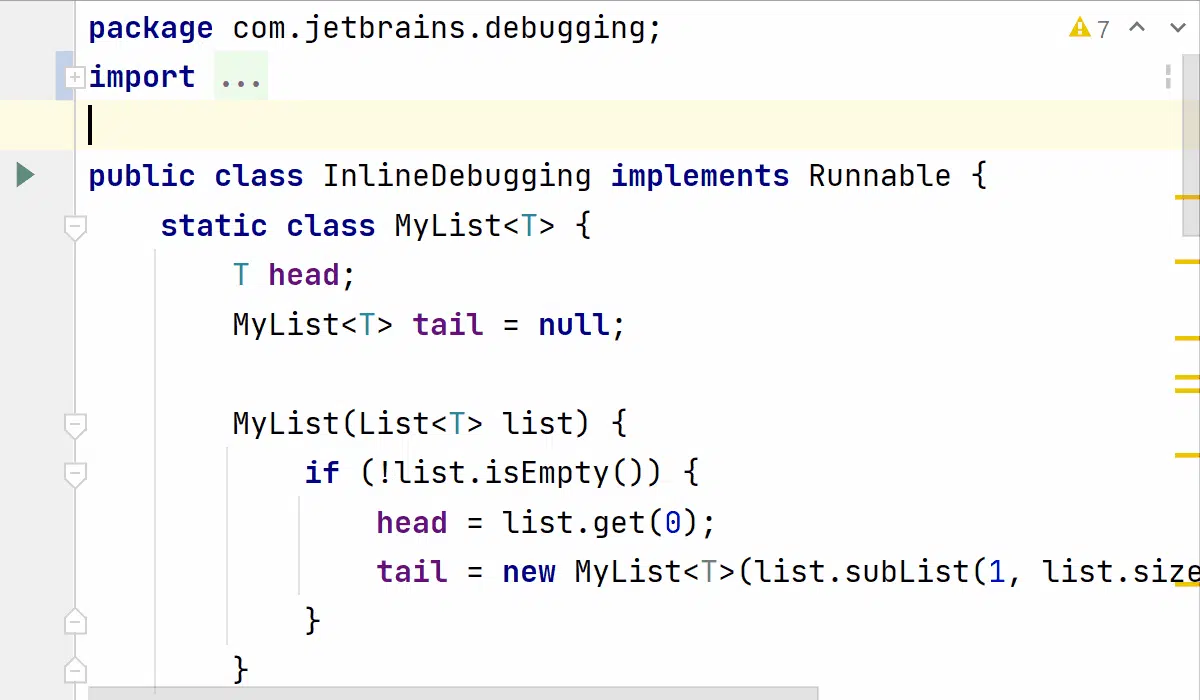 package com.jetbrains.debugging;
7
import ...
public class InlineDebugging implements Runnable {
static class MyList<T> {
T head;
MyList<T> tail = null;
MyList(List<T> list) {
if (!list.isEmpty()) {
head = list.get(0);
tail = new MyList<T>(list.subList(1, list.size
}
}